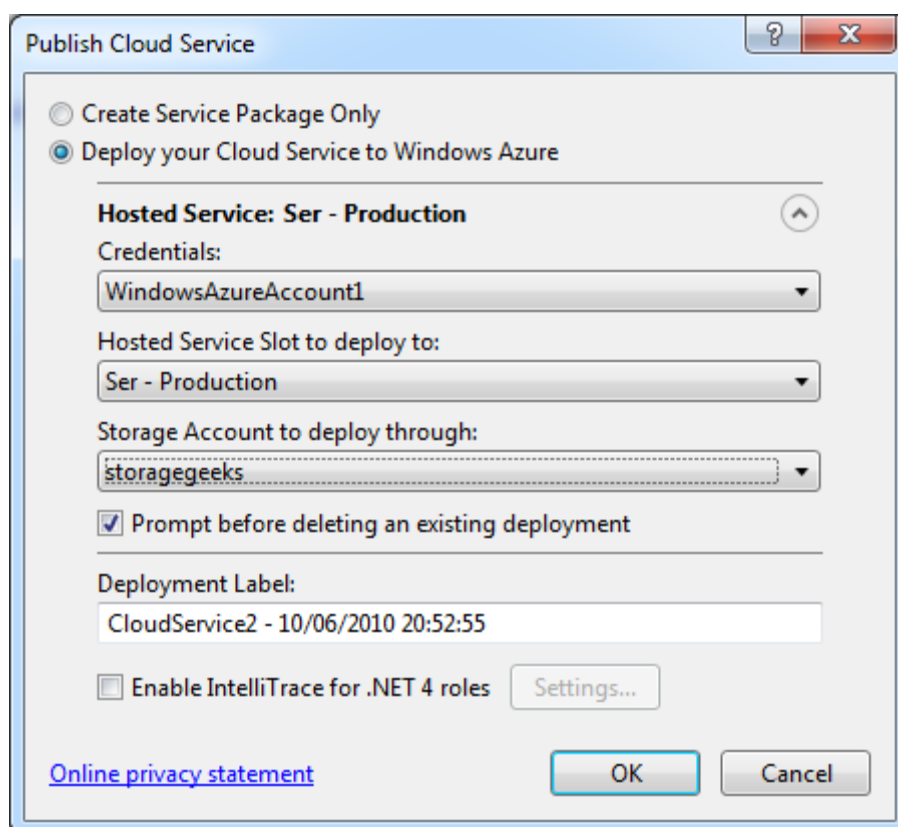 Publish Cloud Service
Create Service Package Only
Deploy your Cloud Service to Windows Azure
Hosted Service: Ser - Production
Credentials:
WindowsAzureAccount1
Hosted Service Slot to deploy to:
Ser - Production
Storage Account to deploy through:
storagegeeks
Prompt before deleting an existing deployment
Deployment Label:
CloudService2 - 10/06/2010 20:52:55
Enable IntelliTrace for .NET 4 roles Settings...
Online privacy statement OK Cancel